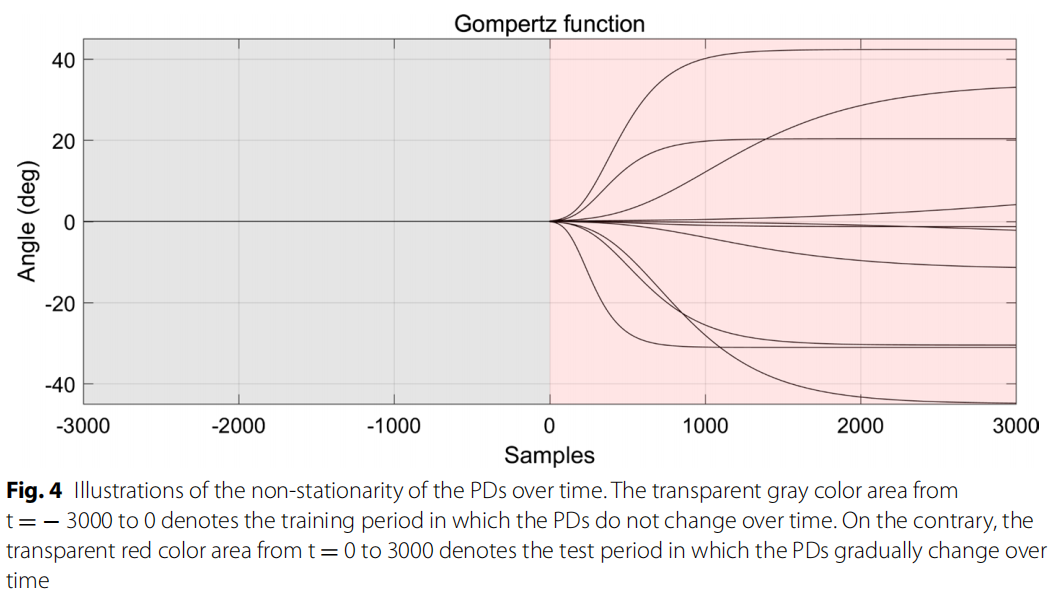 Gompertz function
40
20
0
-20
-40
Angle (deg)
-3000 -2000 -1000 0 1000 2000 3000
Samples
Fig. 4 Illustrations of the non-stationarity of the PDs over time. The transparent gray color area from
t = − 3000 to 0 denotes the training period in which the PDs do not change over time. On the contrary, the
transparent red color area from t = 0 to 3000 denotes the test period in which the PDs gradually change over
time